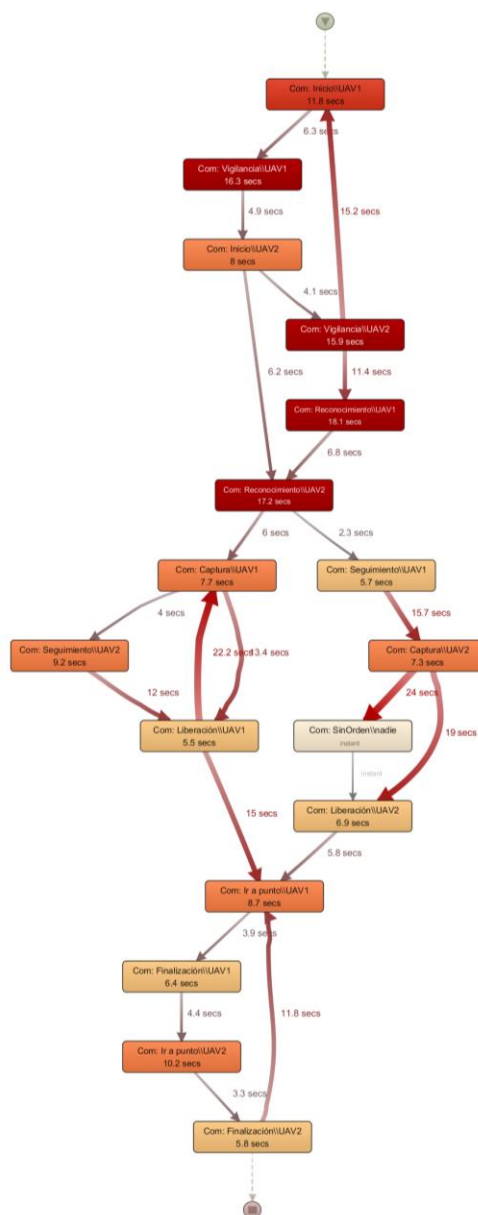 Com: Inicio\\UAV1
11.8 secs
6.3 secs
Com: Vigilancia\\UAV1
16.3 secs
15.2 secs
4.9 secs
Com: Inicio\\UAV2
8 secs
4.1 secs
Com: Vigilancia\\UAV2
15.9 secs
6.2 secs
11.4 secs
Com: Reconocimiento\\UAV1
18.1 secs
6.8 secs
Com: Reconocimiento\\UAV2
17.2 secs
6 secs
2.3 secs
Com: Captura\\UAV1
7.7 secs
Com: Seguimiento\\UAV1
5.7 secs
4 secs
15.7 secs
Com: Seguimiento\\UAV2
9.2 secs
22.2 secs
13.4 secs
Com: Captura\\UAV2
7.3 secs
12 secs
24 secs
Com: Liberación\\UAV1
5.5 secs
Com: SinOrden\\nadie
instant
19 secs
instant
15 secs
Com: Liberación\\UAV2
6.9 secs
5.8 secs
Com: Ir a punto\\UAV1
8.7 secs
3.9 secs
Com: Finalización\\UAV1
6.4 secs
4.4 secs
11.8 secs
Com: Ir a punto\\UAV2
10.2 secs
3.3 secs
Com: Finalización\\UAV2
5.8 secs